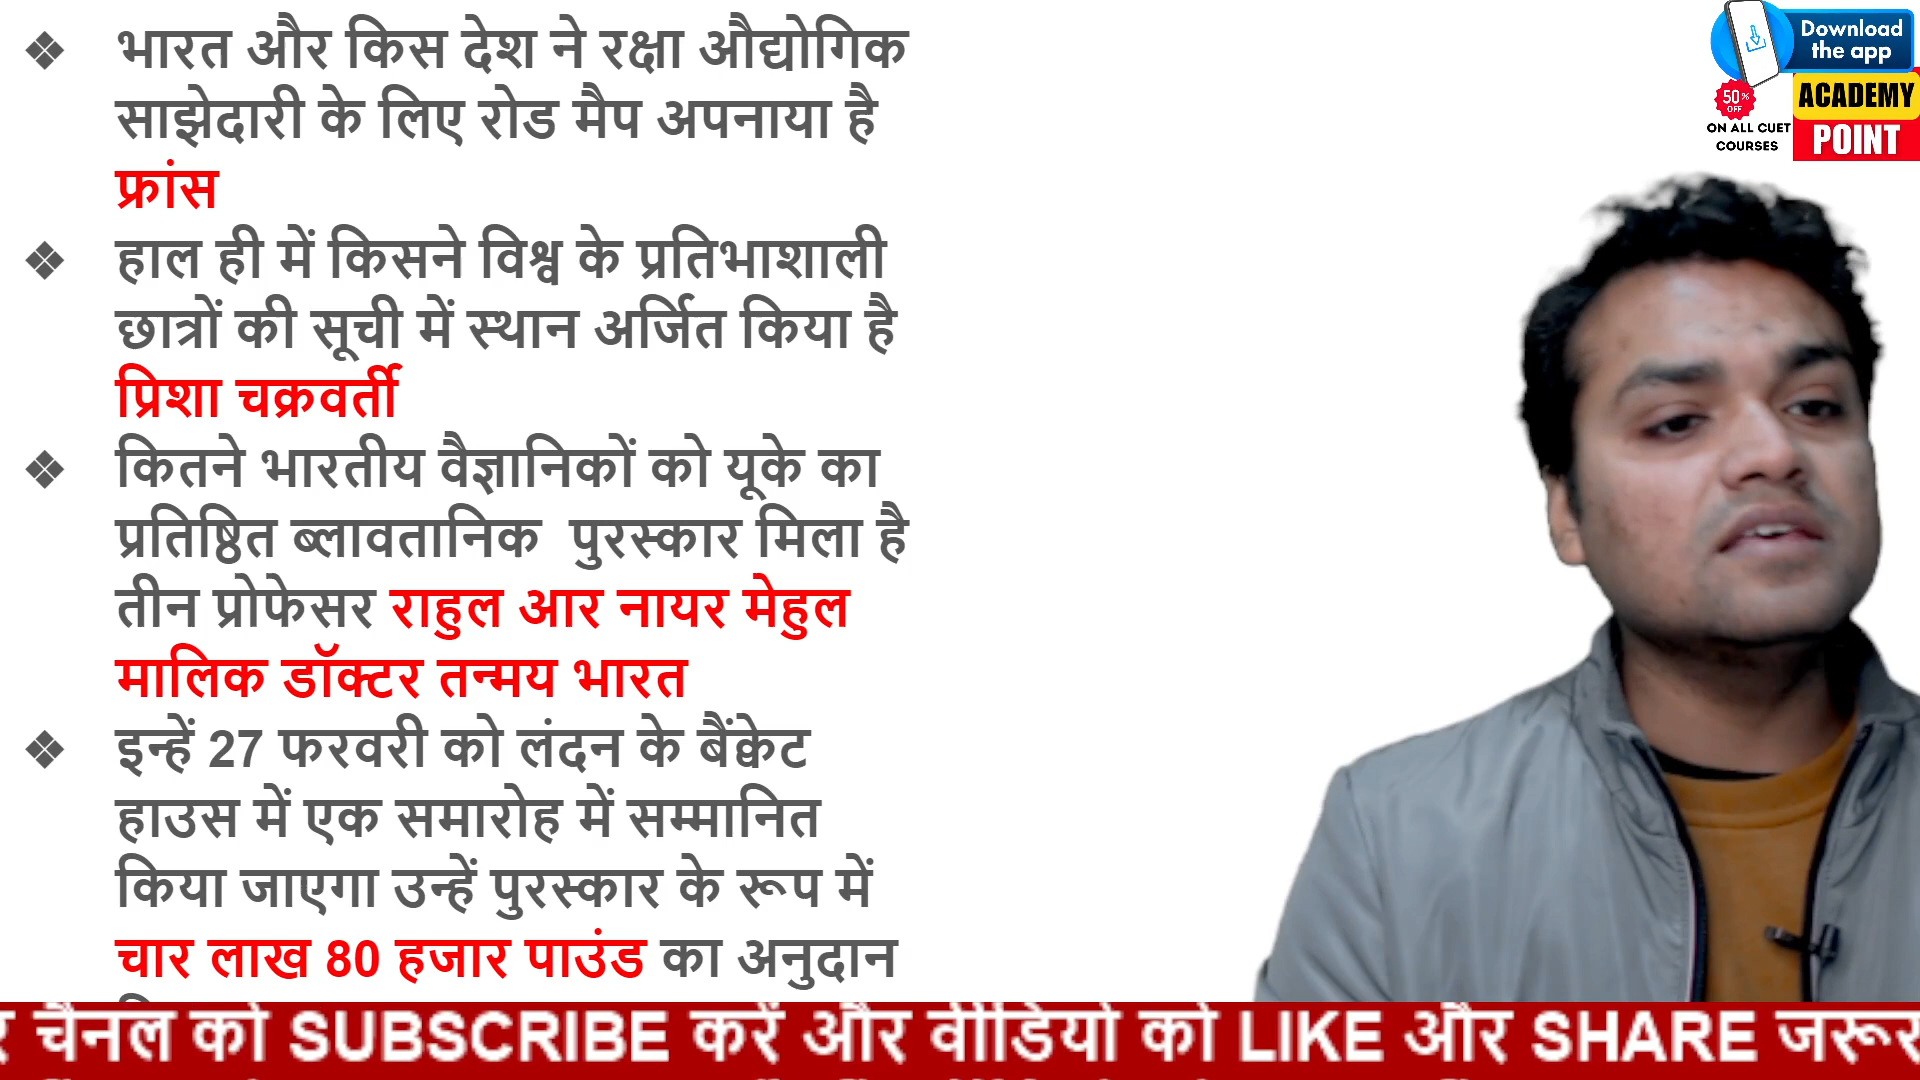 ❖ भारत और किस देश ने रक्षा औद्योगिक
साझेदारी के लिए रोड मैप अपनाया है
फ्रांस
❖ हाल ही में किसने विश्व के प्रतिभाशाली
छात्रों की सूची में स्थान अर्जित किया है
प्रिशा चक्रवर्ती
❖ कितने भारतीय वैज्ञानिकों को यूके का
प्रतिष्ठित ब्लावतानिक पुरस्कार मिला है
तीन प्रोफेसर राहुल आर नायर मेहुल
मालिक डॉक्टर तन्मय भारत
❖ इन्हें 27 फरवरी को लंदन के बैंक्वेट
हाउस में एक समारोह में सम्मानित
किया जाएगा उन्हें पुरस्कार के रूप में
चार लाख 80 हजार पाउंड का अनुदान
Download
the app
50% OFF
ON ALL CUET
COURSES
ACADEMY
POINT
चैनल को SUBSCRIBE करें और वीडियो को LIKE और SHARE जरूर